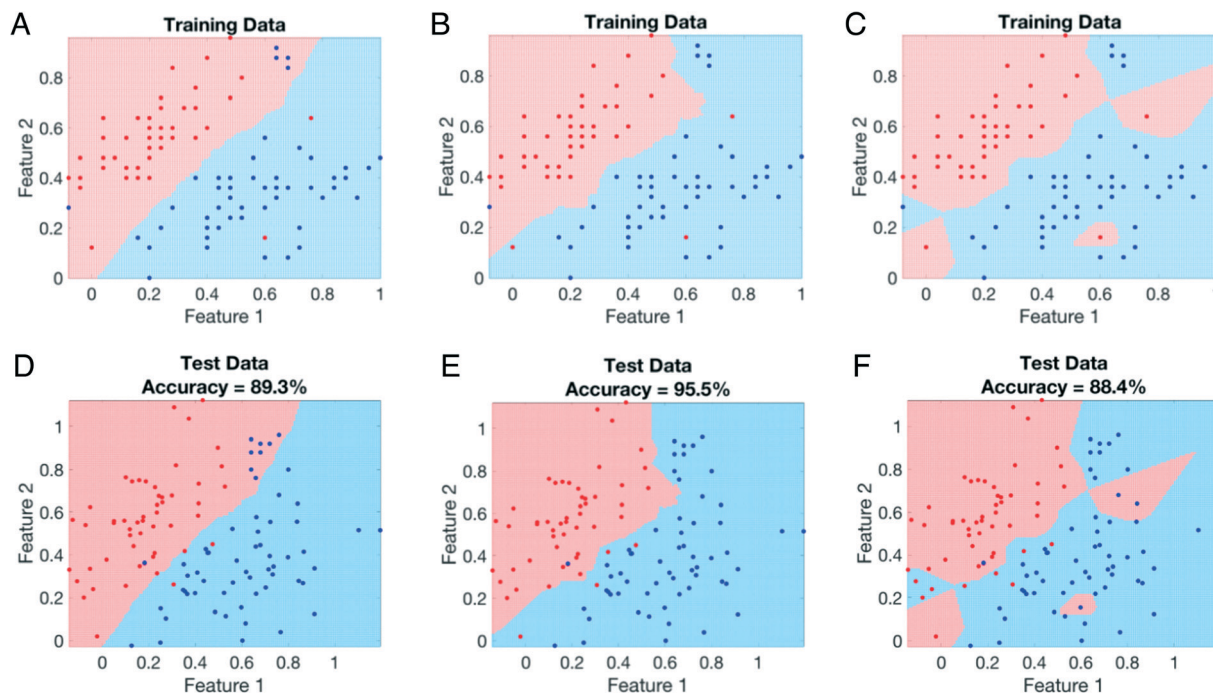 A
Training Data
Feature 2
0.8
0.6
0.4
0.2
0
0 0.2 0.4 0.6 0.8 1
Feature 1
B
Training Data
Feature 2
0.8
0.6
0.4
0.2
0
0 0.2 0.4 0.6 0.8 1
Feature 1
C
Training Data
Feature 2
0.8
0.6
0.4
0.2
0
0 0.2 0.4 0.6 0.8
Feature 1
D
Test Data
Accuracy = 89.3%
Feature 2
1
0.8
0.6
0.4
0.2
0
0 0.2 0.4 0.6 0.8 1
Feature 1
E
Test Data
Accuracy = 95.5%
Feature 2
1
0.8
0.6
0.4
0.2
0
0 0.2 0.4 0.6 0.8 1
Feature 1
F
Test Data
Accuracy = 88.4%
Feature 2
1
0.8
0.6
0.4
0.2
0
0 0.2 0.4 0.6 0.8 1
Feature 1